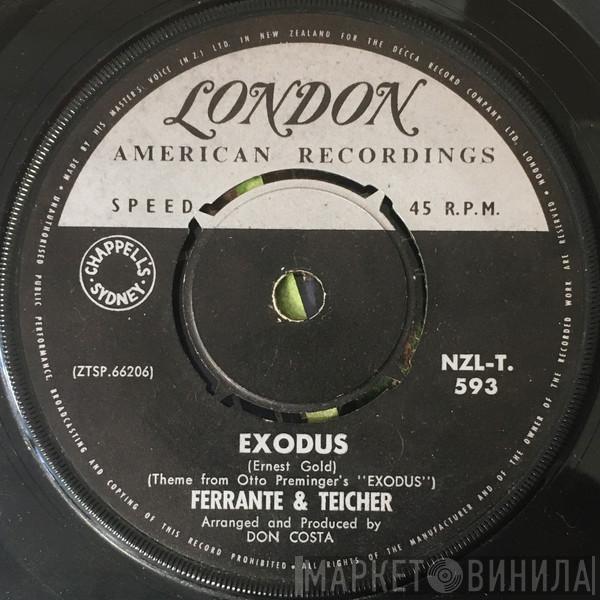 MADE BY HIS MASTER'S VOICE (N.Z.) LTD. IN NEW ZEALAND FOR THE DECCA RECORD COMPANY LTD. LONDON •
LONDON
AMERICAN RECORDINGS
SPEED 45 R.P.M.
CHAPPELL'S
SYDNEY
(ZTSP.66206)
NZL-T.
593
EXODUS
(Ernest Gold)
(Theme from Otto Preminger's "EXODUS")
FERRANTE & TEICHER
Arranged and Produced by
DON COSTA
• UNAUTHORISED PUBLIC PERFORMANCE, BROADCASTING AND COPYING OF THIS RECORD PROHIBITED • ALL RIGHTS OF THE MANUFACTURER AND OF THE OWNER OF THE RECORDED WORK ARE RESERVED
МАРКЕТ ВИНИЛА